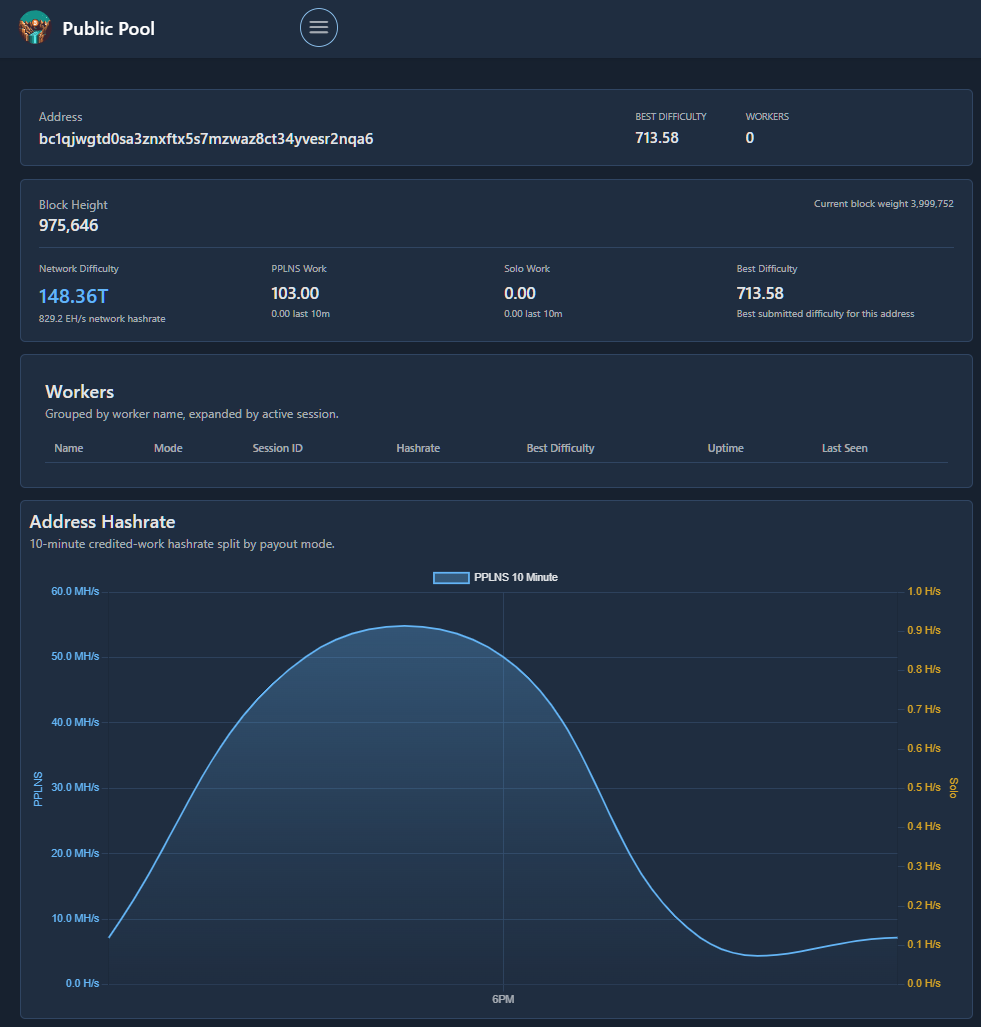 Public Pool
Address
bc1qjwgtd0sa3znxftx5s7mzwaz8ct34yvesr2nqa6
BEST DIFFICULTY
713.58
WORKERS
0
Block Height
975,646
Current block weight 3,999,752
Network Difficulty
148.36T
829.2 EH/s network hashrate
PPLNS Work
103.00
0.00 last 10m
Solo Work
0.00
0.00 last 10m
Best Difficulty
713.58
Best submitted difficulty for this address
Workers
Grouped by worker name, expanded by active session.
Name Mode Session ID Hashrate Best Difficulty Uptime Last Seen
Address Hashrate
10-minute credited-work hashrate split by payout mode.
PPLNS 10 Minute
60.0 MH/s
50.0 MH/s
40.0 MH/s
30.0 MH/s
20.0 MH/s
10.0 MH/s
0.0 H/s
PPLNS
1.0 H/s
0.9 H/s
0.8 H/s
0.7 H/s
0.6 H/s
0.5 H/s
0.4 H/s
0.3 H/s
0.2 H/s
0.1 H/s
0.0 H/s
Solo
6PM